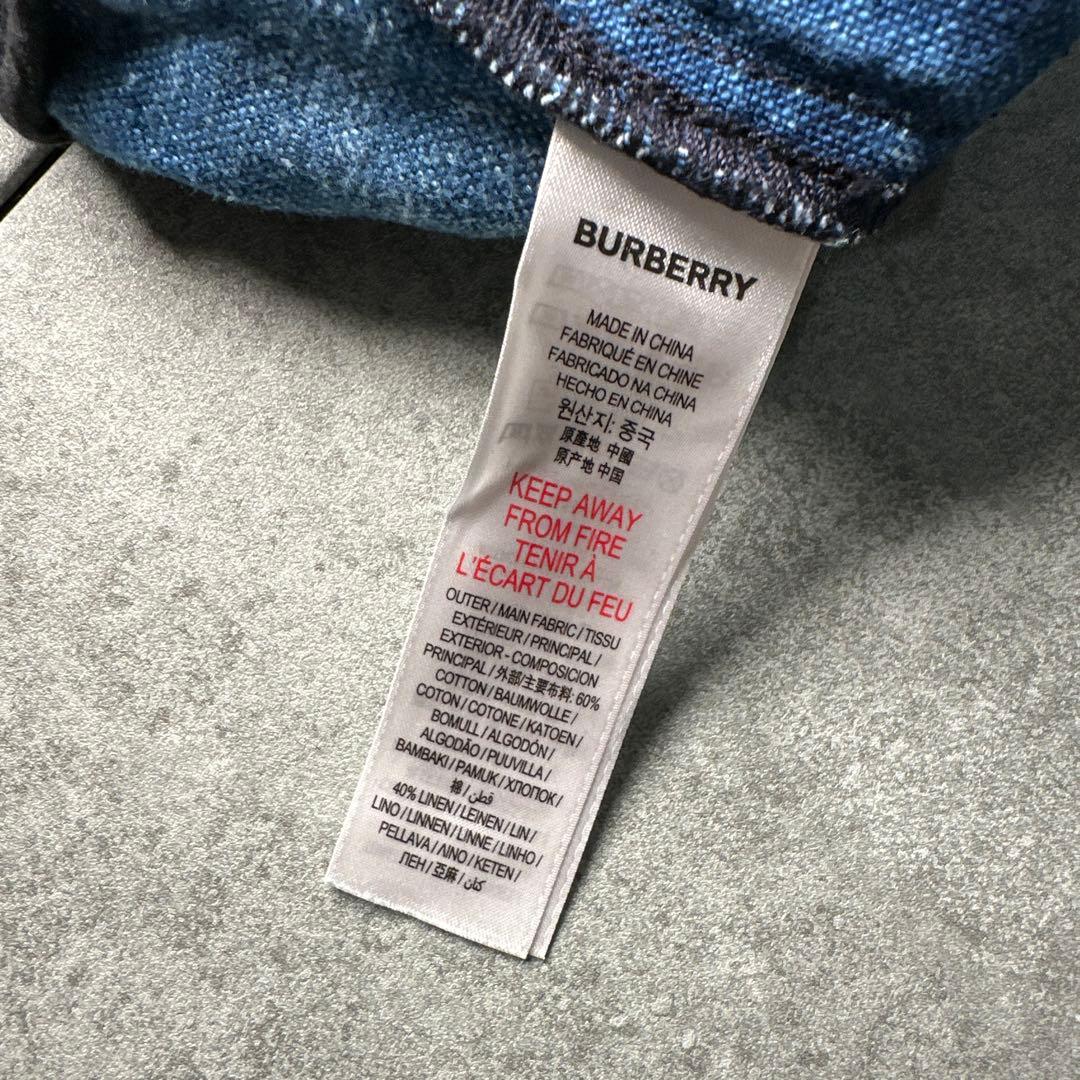 BURBERRY
MADE IN CHINA
FABRIQUÉ EN CHINE
FABRICADO NA CHINA
HECHO EN CHINA
원산지: 중국
原產地 中國
原产地 中国
KEEP AWAY
FROM FIRE
TENIR À
L'ÉCART DU FEU
OUTER / MAIN FABRIC / TISSU
EXTÉRIEUR / PRINCIPAL /
EXTERIOR - COMPOSICION
PRINCIPAL / 外部/主要布料: 60%
COTTON / BAUMWOLLE /
COTON / COTONE / KATOEN /
BOMULL / ALGODÓN /
ALGODÃO / PUUVILLA /
BAMBAKI / PAMUK / ХЛОПОК /
棉 / قطن /
40% LINEN / LEINEN / LIN /
LINO / LINNEN / LINNE / LINHO /
PELLAVA / ΛΙΝΟ / KETEN /
ЛЕН / 亞麻 / كتان